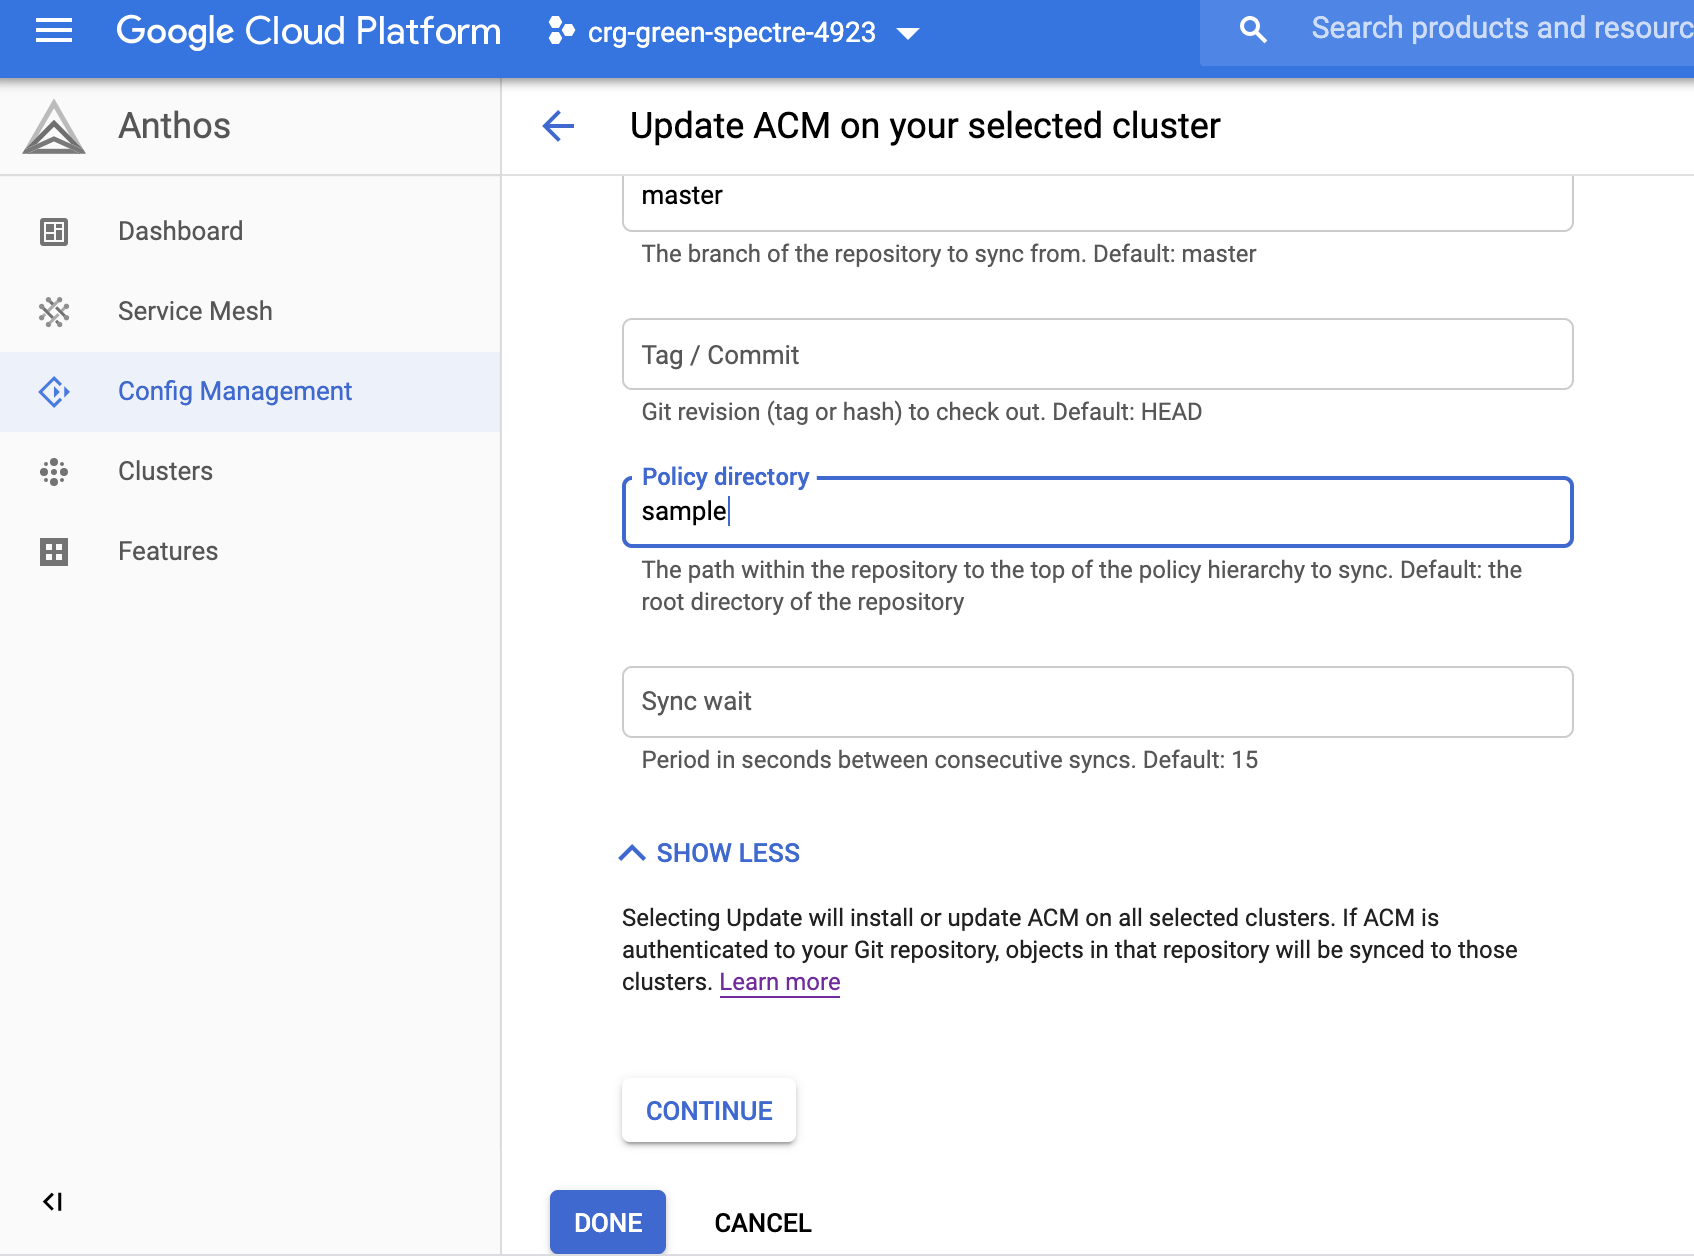 Google Cloud Platform
crg-green-spectre-4923
Search products and resourc
Anthos
Update ACM on your selected cluster
Dashboard
Service Mesh
Config Management
Clusters
Features
master
The branch of the repository to sync from. Default: master
Tag / Commit
Git revision (tag or hash) to check out. Default: HEAD
Policy directory
sample
The path within the repository to the top of the policy hierarchy to sync. Default: the
root directory of the repository
Sync wait
Period in seconds between consecutive syncs. Default: 15
SHOW LESS
Selecting Update will install or update ACM on all selected clusters. If ACM is
authenticated to your Git repository, objects in that repository will be synced to those
clusters. Learn more
CONTINUE
DONE
CANCEL